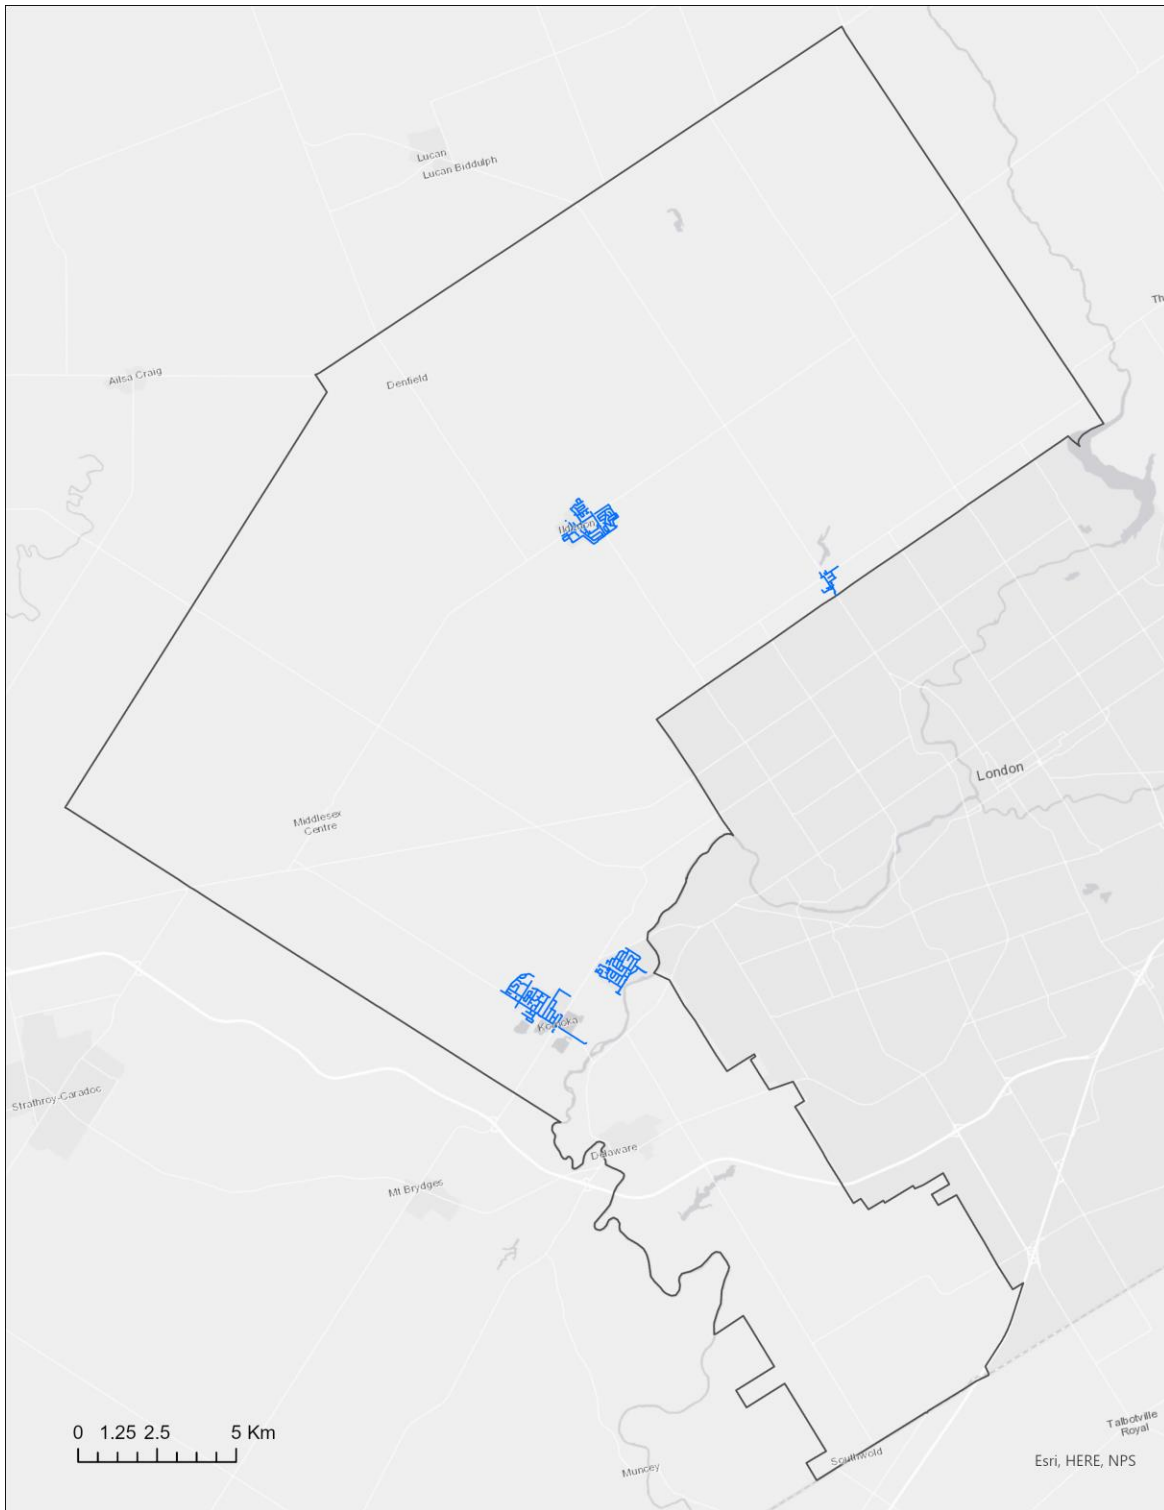 Lucan
Lucan Biddulph
Th
Ailsa Craig
Denfield
London
Middlesex
Centre
Komoka
Strathroy-Caradoc
Delaware
Mt Brydges
0 1.25 2.5 5 Km
Talbotville
Royal
Southwold
Muncey
Esri, HERE, NPS